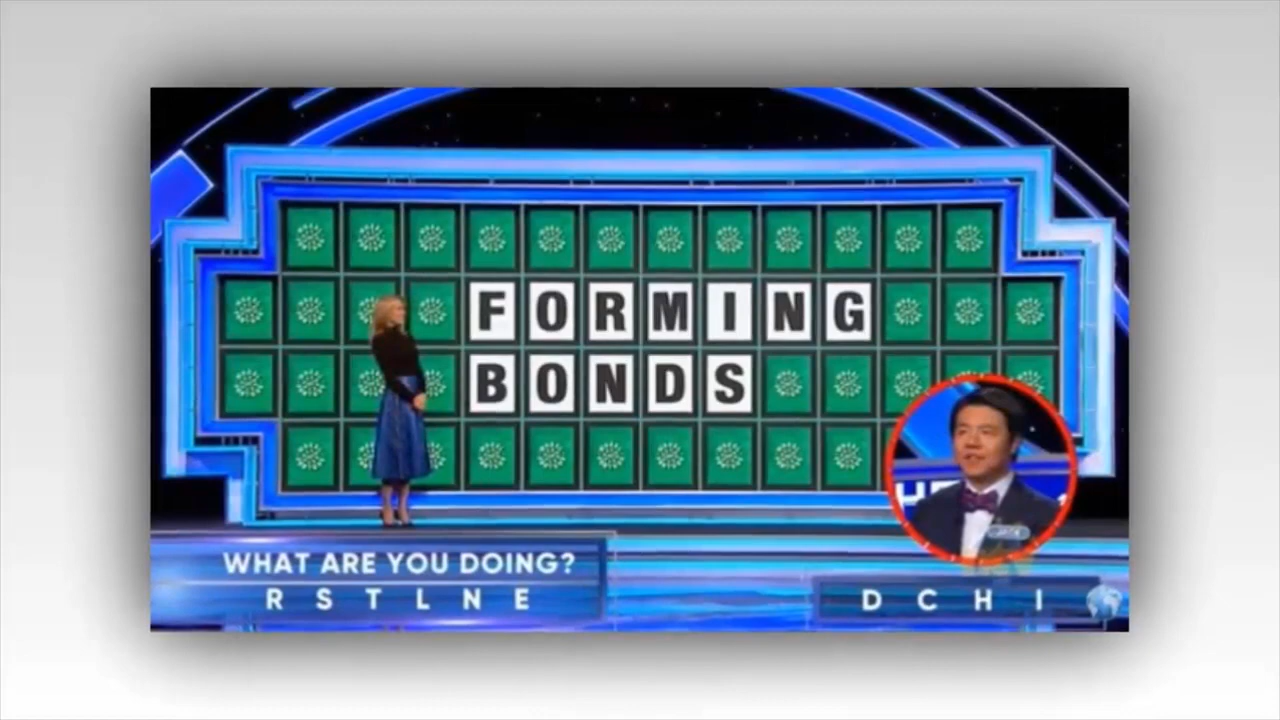 FORMING
BONDS
WHAT ARE YOU DOING?
R S T L N E
D C H I